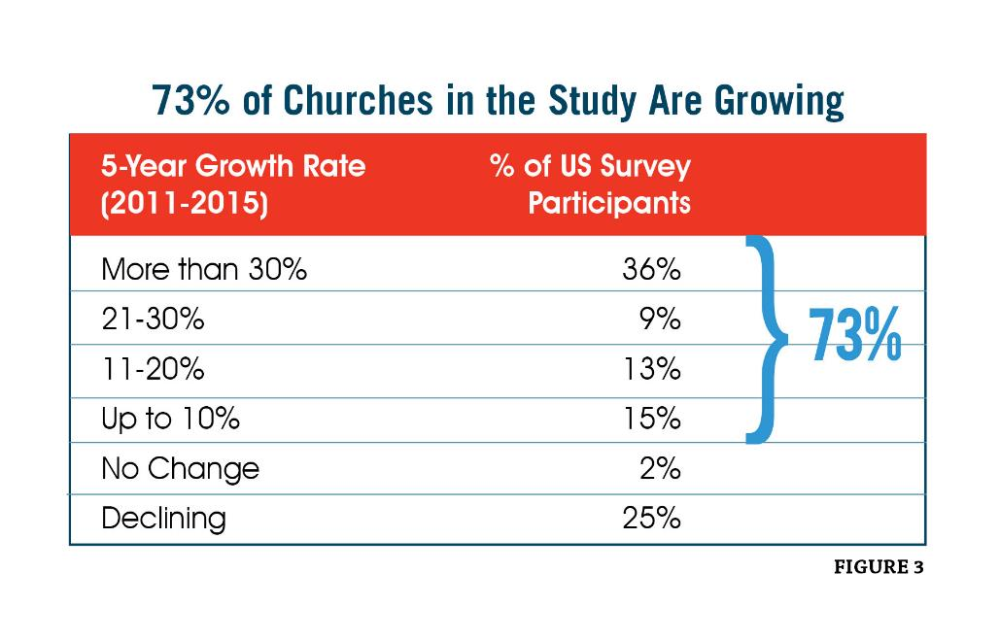 73% of Churches in the Study Are Growing
5-Year Growth Rate % of US Survey
(2011-2015) Participants
More than 30% 36%
21-30% 9%
73%
11-20% 13%
Up to 10% 15%
No Change 2%
Declining 25%
FIGURE 3